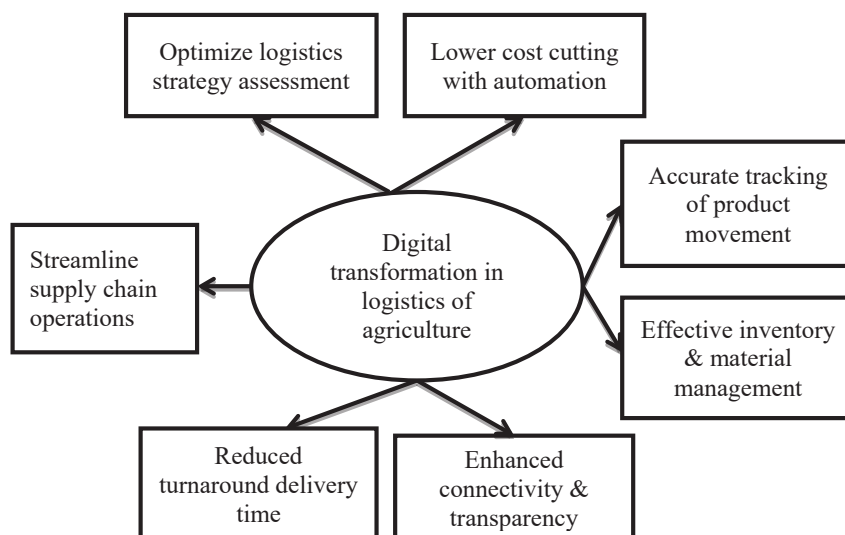 Optimize logistics
strategy assessment
Lower cost cutting
with automation
Accurate tracking
of product
movement
Digital
transformation in
logistics of
agriculture
Streamline
supply chain
operations
Effective inventory
& material
management
Reduced
turnaround delivery
time
Enhanced
connectivity &
transparency